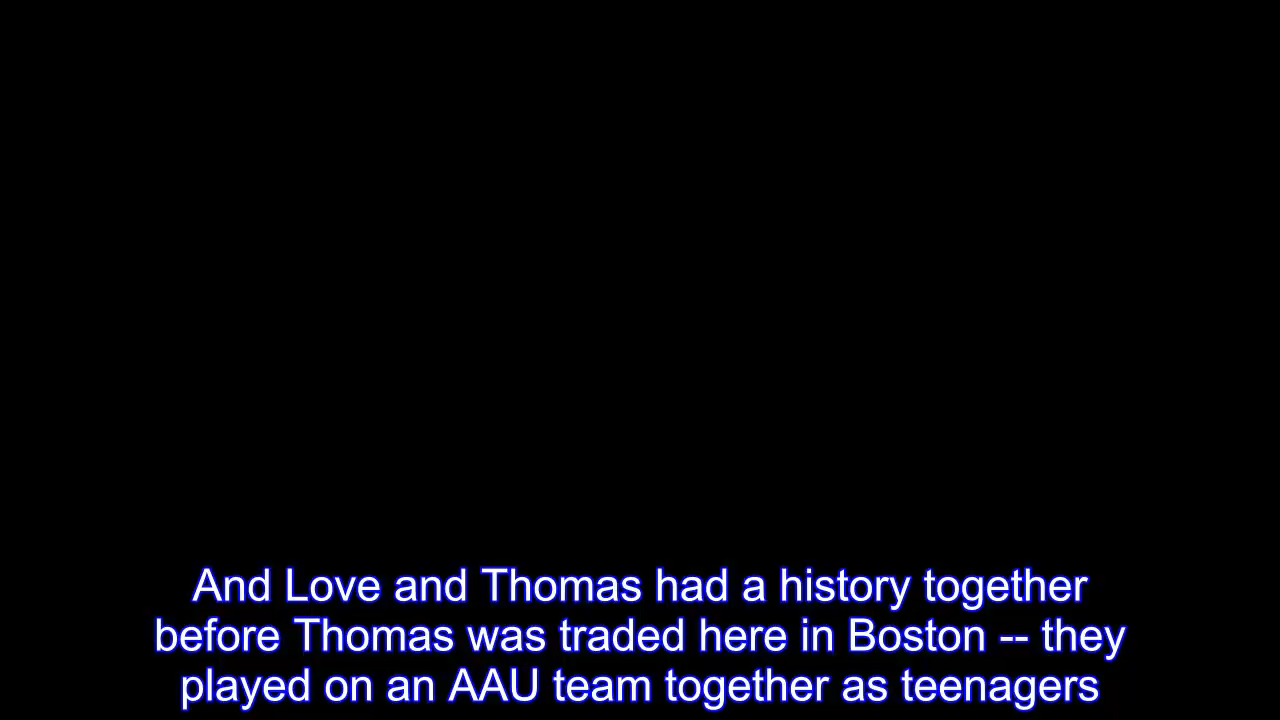 And Love and Thomas had a history together
before Thomas was traded here in Boston -- they
played on an AAU team together as teenagers